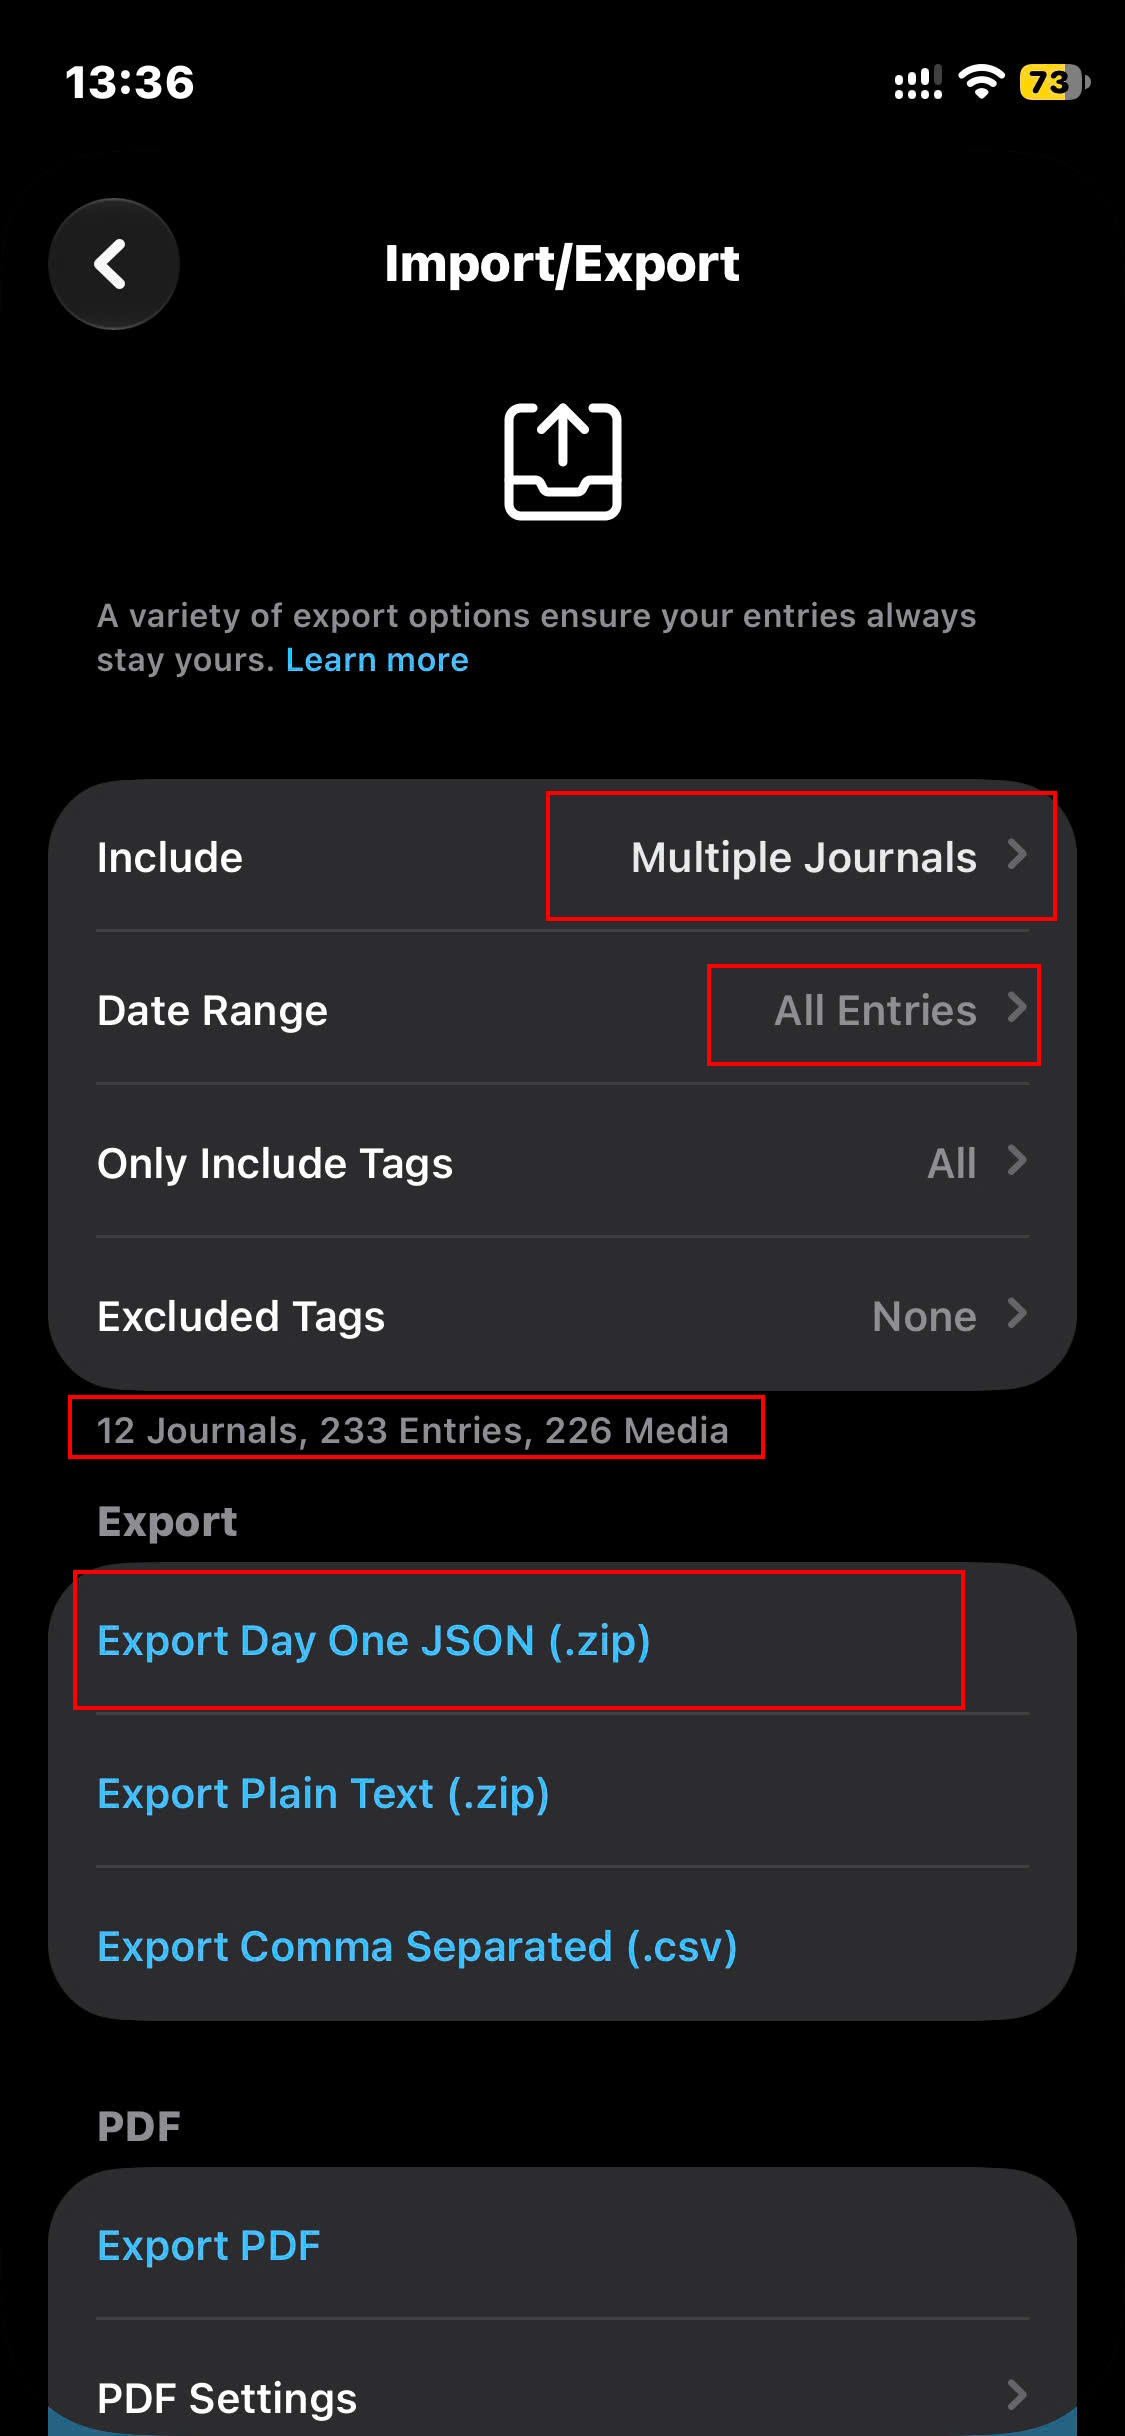 13:36
73
Import/Export
A variety of export options ensure your entries always
stay yours. Learn more
Include
Multiple Journals
Date Range
All Entries
Only Include Tags
All
Excluded Tags
None
12 Journals, 233 Entries, 226 Media
Export
Export Day One JSON (.zip)
Export Plain Text (.zip)
Export Comma Separated (.csv)
PDF
Export PDF
PDF Settings